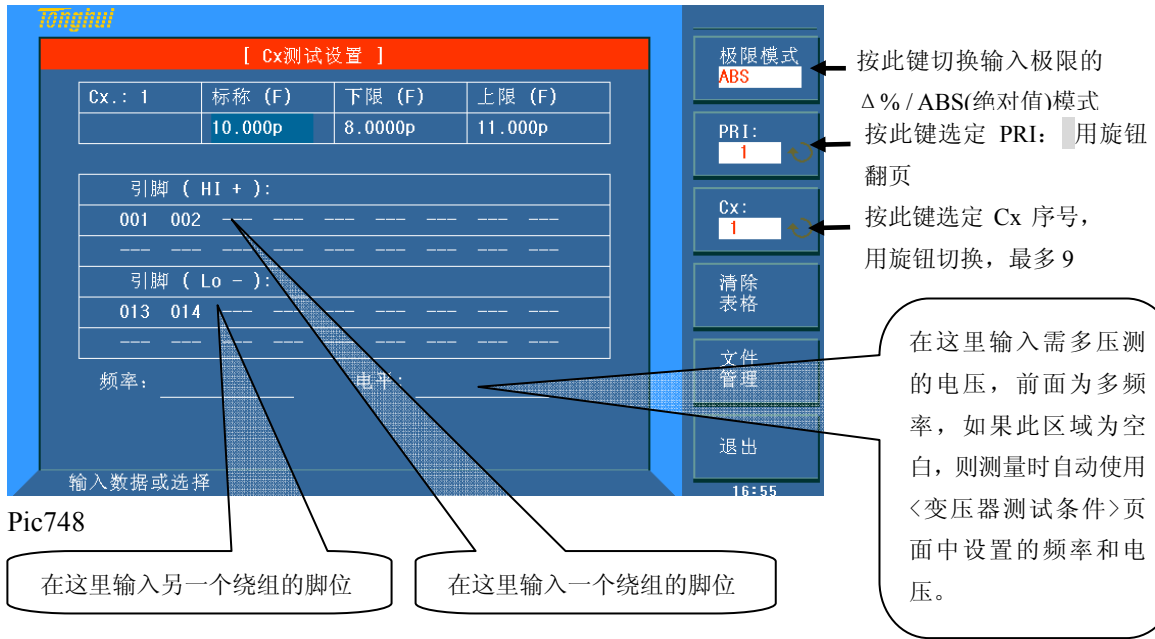 Tonghui
[ Cx测试设置 ]
Cx.: 1 标称 (F) 下限 (F) 上限 (F)
10.000p 8.0000p 11.000p
引脚 ( HI + ):
001 002 --- --- --- --- --- --- ---
--- --- --- --- --- --- --- --- ---
引脚 ( Lo - ):
013 014 --- --- --- --- --- --- ---
--- --- --- --- --- --- --- --- ---
频率: 电平:
输入数据或选择
极限模式
ABS
PRI:
1
Cx:
1
清除
表格
文件
管理
退出
16:55
按此键切换输入极限的
Δ% / ABS(绝对值)模式
按此键选定 PRI: 用旋钮
翻页
按此键选定 Cx 序号,
用旋钮切换，最多 9
在这里输入需多压测
的电压，前面为多频
率，如果此区域为空
白，则测量时自动使用
<变压器测试条件>页
面中设置的频率和电
压。
Pic748
在这里输入另一个绕组的脚位
在这里输入一个绕组的脚位